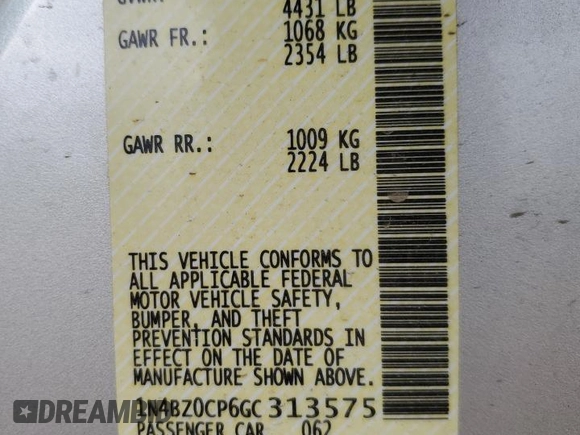 GVWR:
4431 LB
GAWR FR.: 1068 KG
2354 LB
GAWR RR.: 1009 KG
2224 LB
THIS VEHICLE CONFORMS TO
ALL APPLICABLE FEDERAL
MOTOR VEHICLE SAFETY,
BUMPER, AND THEFT
PREVENTION STANDARDS IN
EFFECT ON THE DATE OF
MANUFACTURE SHOWN ABOVE.
1N4BZ0CP6GC313575
PASSENGER CAR 062